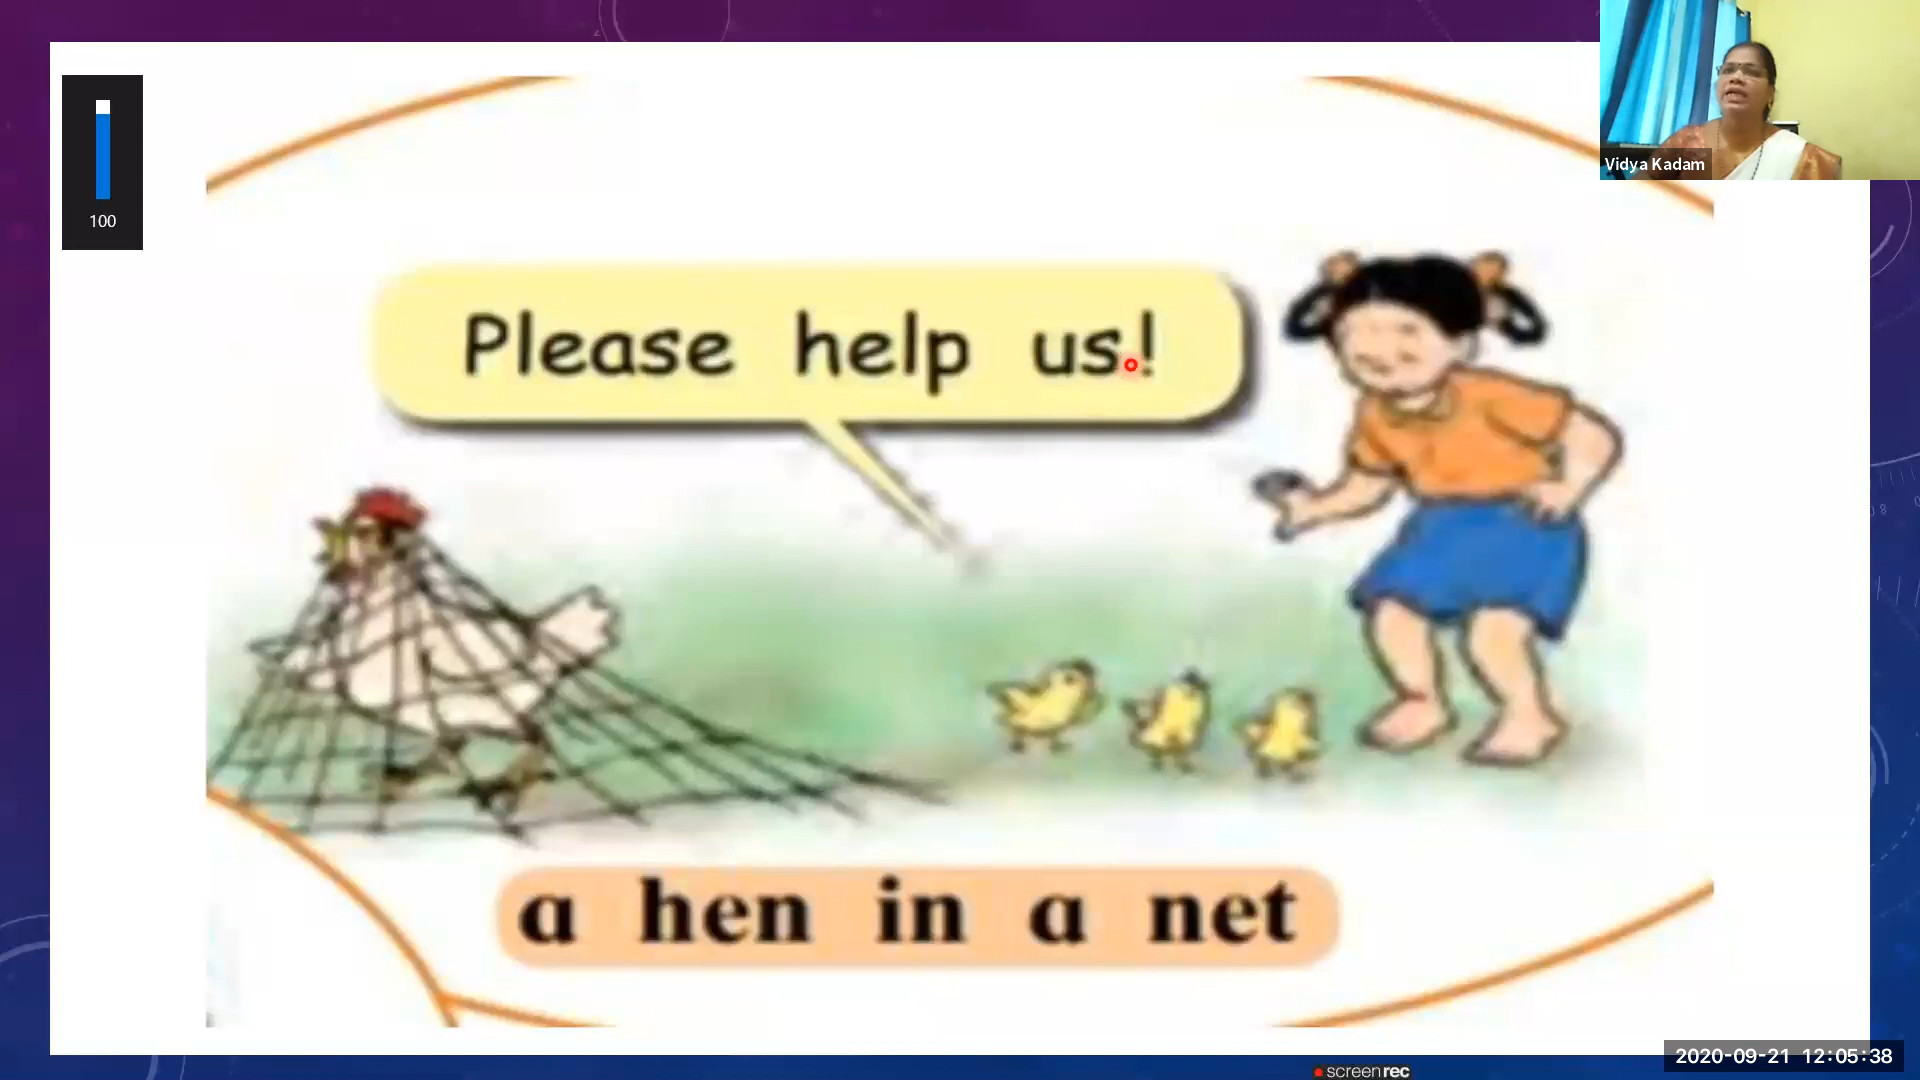 Vidya Kadam
100
Please help us!
a hen in a net
2020-09-21 12:05:38
screenrec